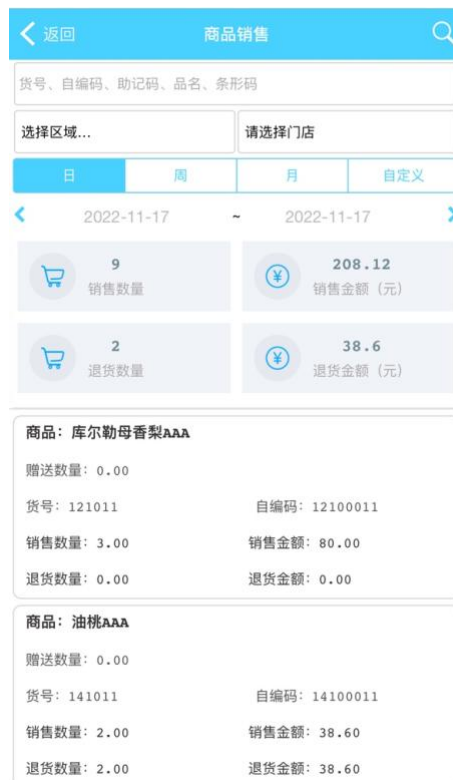 返回 商品销售
货号、自编码、助记码、品名、条形码
选择区域... 请选择门店
日 周 月 自定义
2022-11-17 ~ 2022-11-17
9 208.12
销售数量 销售金额（元）
2 38.6
退货数量 退货金额（元）
商品：库尔勒母香梨AAA
赠送数量：0.00
货号：121011 自编码：12100011
销售数量：3.00 销售金额：80.00
退货数量：0.00 退货金额：0.00
商品：油桃AAA
赠送数量：0.00
货号：141011 自编码：14100011
销售数量：2.00 销售金额：38.60
退货数量：2.00 退货金额：38.60